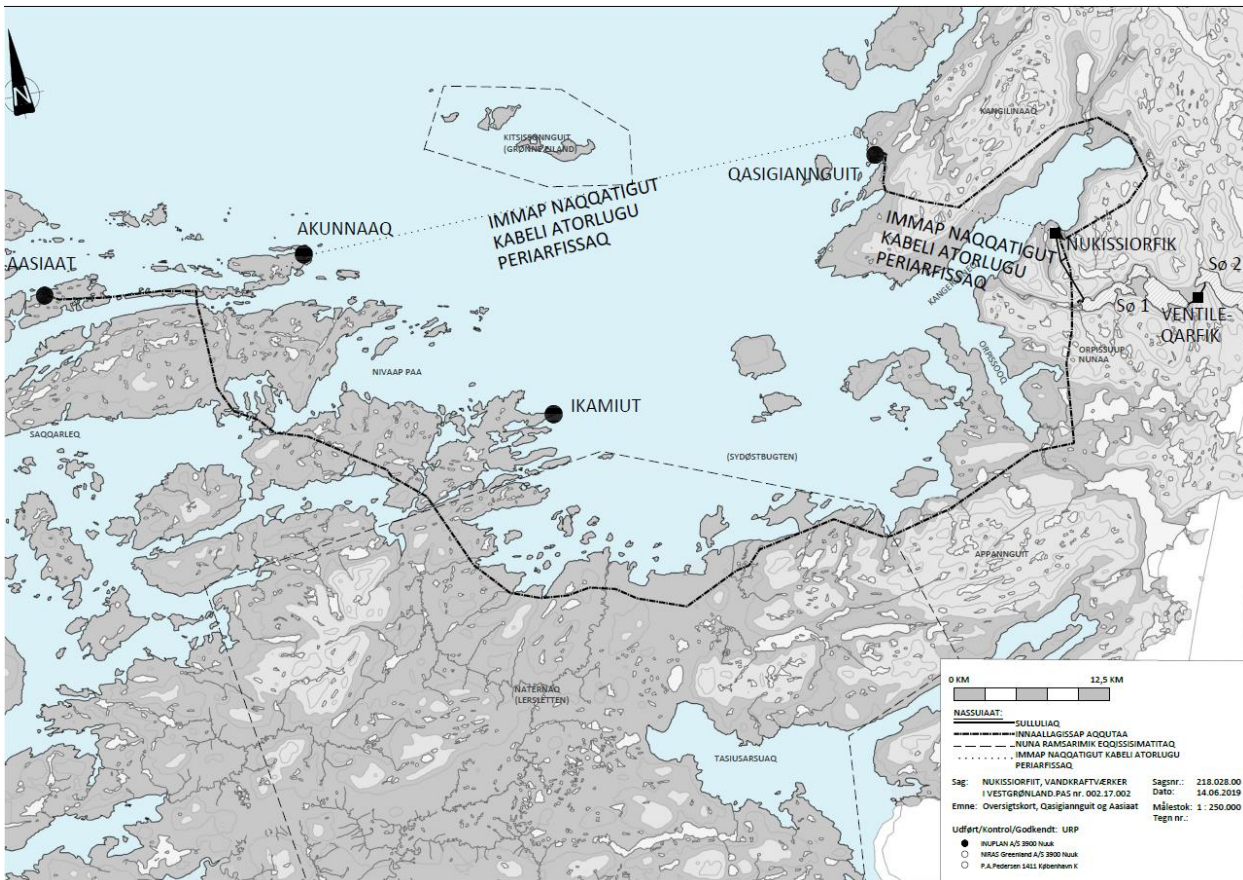 N
KITSISSUNNGUIT
(GRØNNE EJLAND)
KANGILINAAQ
QASIGIANNGUIT
IMMAP NAQQATIGUT
KABELI ATORLUGU
PERIARFISSAQ
IMMAP NAQQATIGUT
KABELI ATORLUGU
PERIARFISSAQ
AKUNNAAQ
NUKISSIORFIK
AASIAAT
Sø 2
Sø 1
VENTILE-
QARFIK
ORPISSOOQ
ORPISSUUP
NUNAA
NIVAAP PAA
IKAMIUT
SAQQARLEQ
(SYDØSTBUGTEN)
APPANNGUIT
NATERNAQ
(LERSLETTEN)
TASIUSARSUAQ
0 KM 12,5 KM
NASSUIAAT:
SULLULIAQ
INNAALLAGISSAP AQQUTAA
NUNA RAMSARIMIK EQQISSISIMATITAQ
IMMAP NAQQATIGUT KABELI ATORLUGU
PERIARFISSAQ
Sag: NUKISSIORFIIT, VANDKRAFTVÆRKER Sagsnr.: 218.028.00
I VESTGRØNLAND.PAS nr. 002.17.002 Dato: 14.06.2019
Emne: Oversigtskort, Qasigiannguit og Aasiaat Målestok: 1 : 250.000
Tegn nr.:
Udført/Kontrol/Godkendt: URP
INUPLAN A/S 3900 Nuuk
NIRAS Greenland A/S 3900 Nuuk
P.A.Pedersen 1411 København K